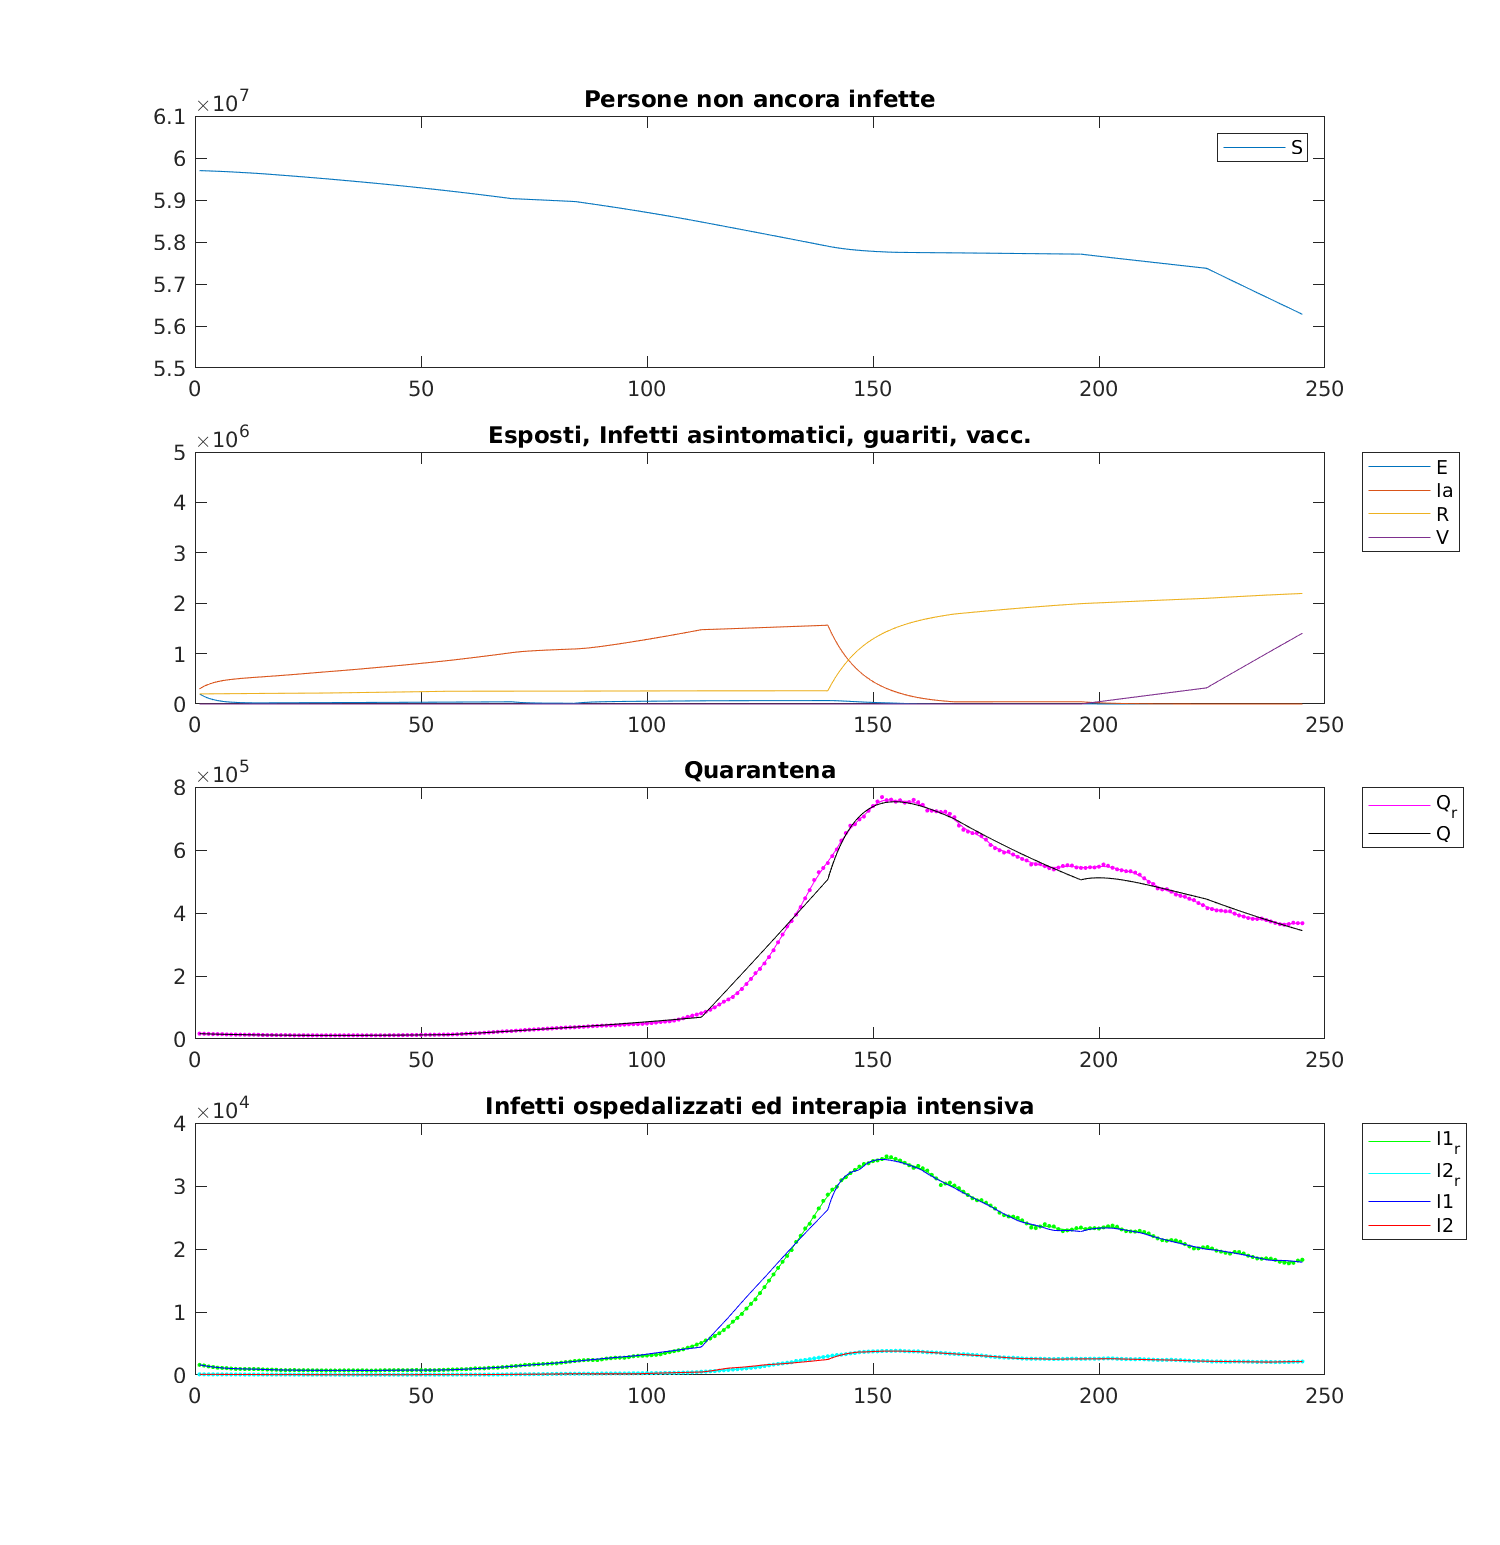 Persone non ancora infette
×10^7
6.1
6
5.9
5.8
5.7
5.6
5.5
0 50 100 150 200 250
S
Esposti, Infetti asintomatici, guariti, vacc.
×10^6
5
4
3
2
1
0
0 50 100 150 200 250
E
Ia
R
V
Quarantena
×10^5
8
6
4
2
0
0 50 100 150 200 250
Q_r
Q
Infetti ospedalizzati ed interapia intensiva
×10^4
4
3
2
1
0
0 50 100 150 200 250
I1_r
I2_r
I1
I2